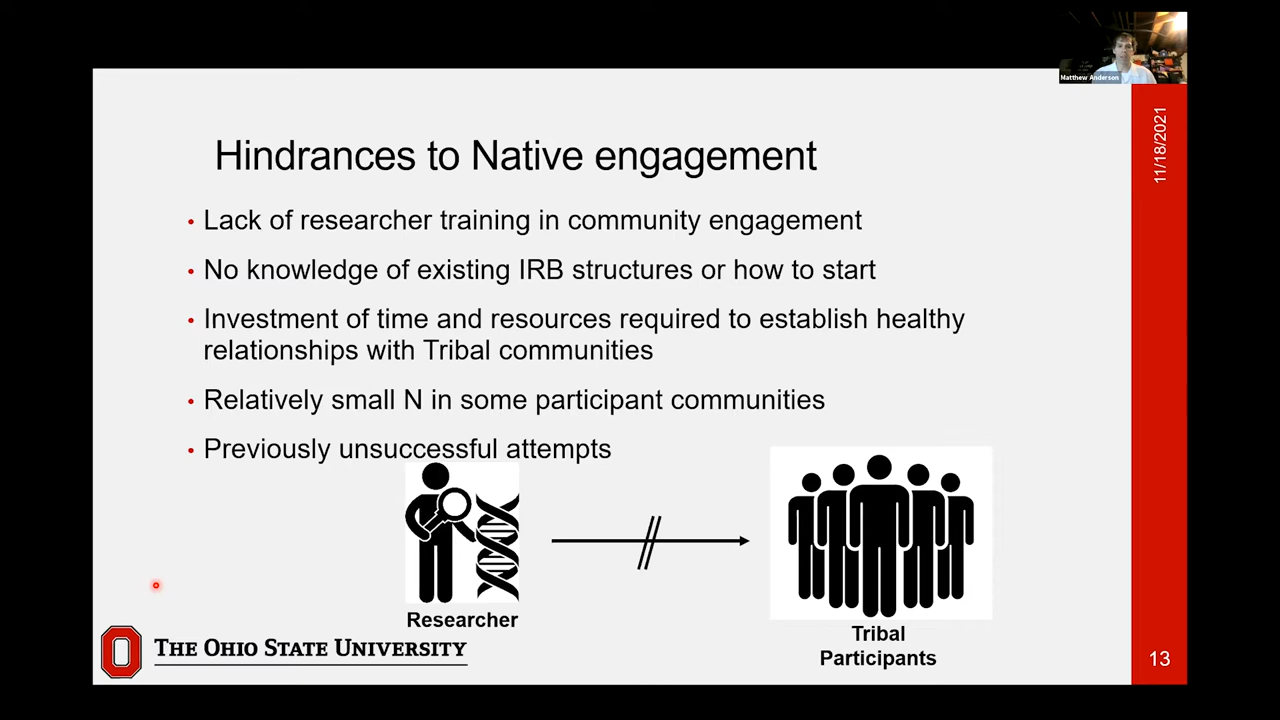 Matthew Anderson
11/18/2021
Hindrances to Native engagement
• Lack of researcher training in community engagement
• No knowledge of existing IRB structures or how to start
• Investment of time and resources required to establish healthy
relationships with Tribal communities
• Relatively small N in some participant communities
• Previously unsuccessful attempts
Researcher
Tribal
Participants
THE OHIO STATE UNIVERSITY
13